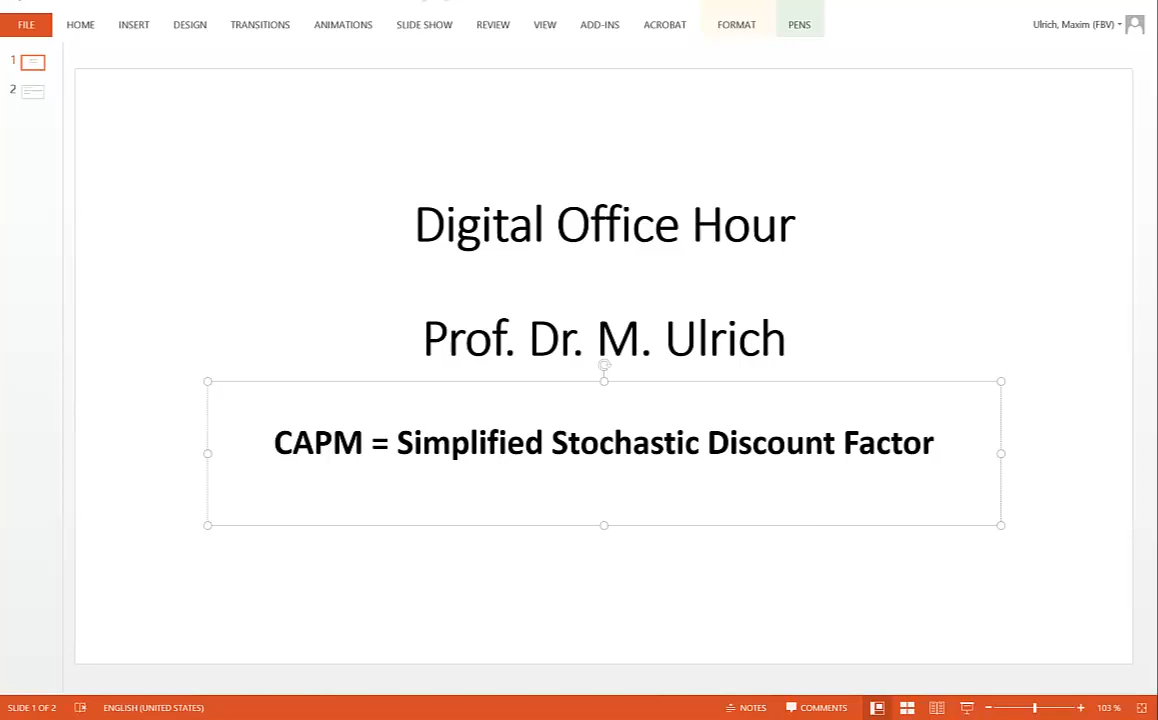 FILE HOME INSERT DESIGN TRANSITIONS ANIMATIONS SLIDE SHOW REVIEW VIEW ADD-INS ACROBAT FORMAT PENS Ulrich, Maxim (FBV)
1
2
Digital Office Hour
Prof. Dr. M. Ulrich
CAPM = Simplified Stochastic Discount Factor
SLIDE 1 OF 2 ENGLISH (UNITED STATES) NOTES COMMENTS 103 %